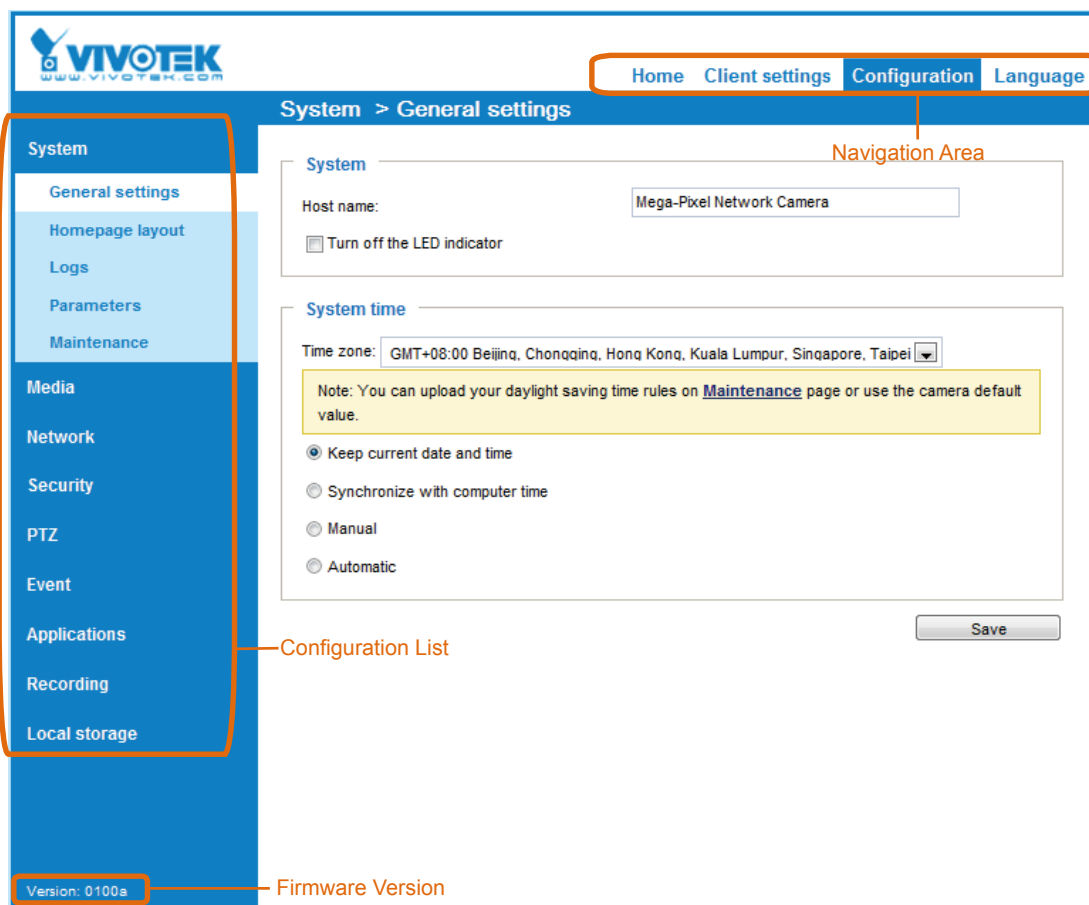 VIVOTEK
WWW.VIVOTEK.COM
Home Client settings Configuration Language
System > General settings
Navigation Area
System
General settings
Homepage layout
Logs
Parameters
Maintenance
Media
Network
Security
PTZ
Event
Applications
Recording
Local storage
Version: 0100a
System
Host name: Mega-Pixel Network Camera
Turn off the LED indicator
System time
Time zone: GMT+08:00 Beijing, Chongqing, Hong Kong, Kuala Lumpur, Singapore, Taipei
Note: You can upload your daylight saving time rules on Maintenance page or use the camera default
value.
Keep current date and time
Synchronize with computer time
Manual
Automatic
Save
Configuration List
Firmware Version